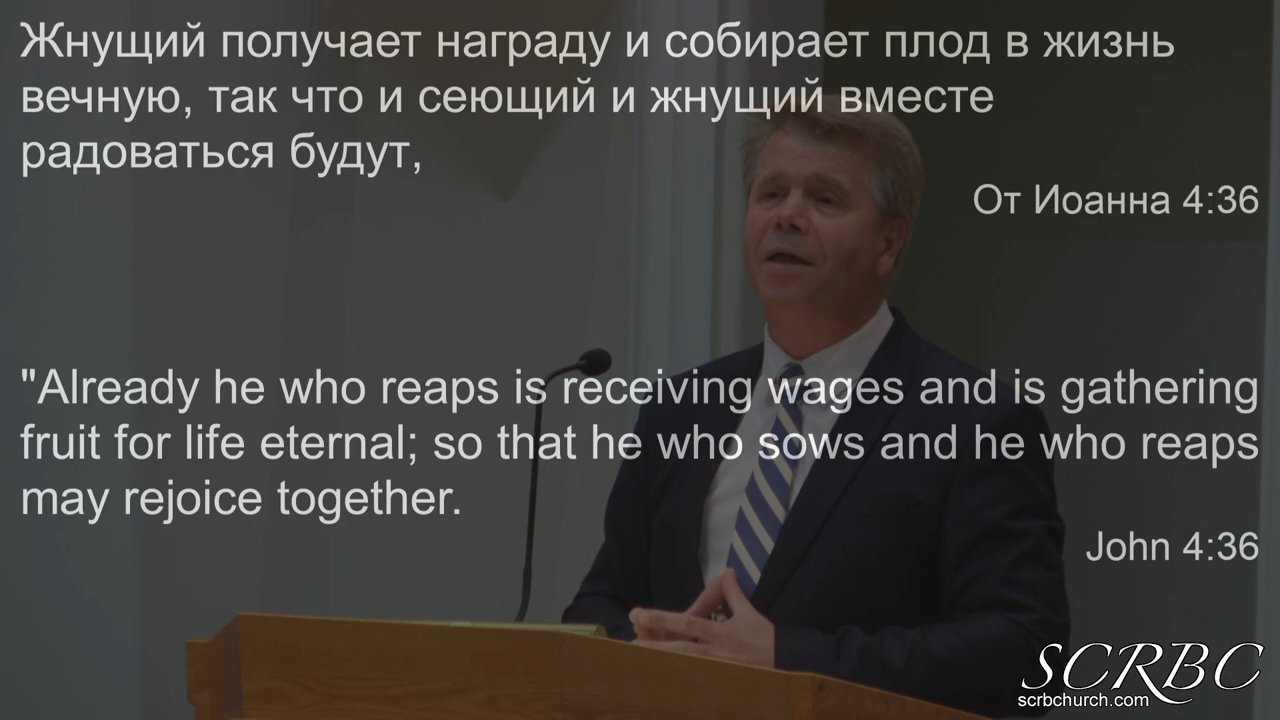 Жнущий получает награду и собирает плод в жизнь
вечную, так что и сеющий и жнущий вместе
радоваться будут,
От Иоанна 4:36
"Already he who reaps is receiving wages and is gathering
fruit for life eternal; so that he who sows and he who reaps
may rejoice together.
John 4:36
SCRBC
scrbchurch.com